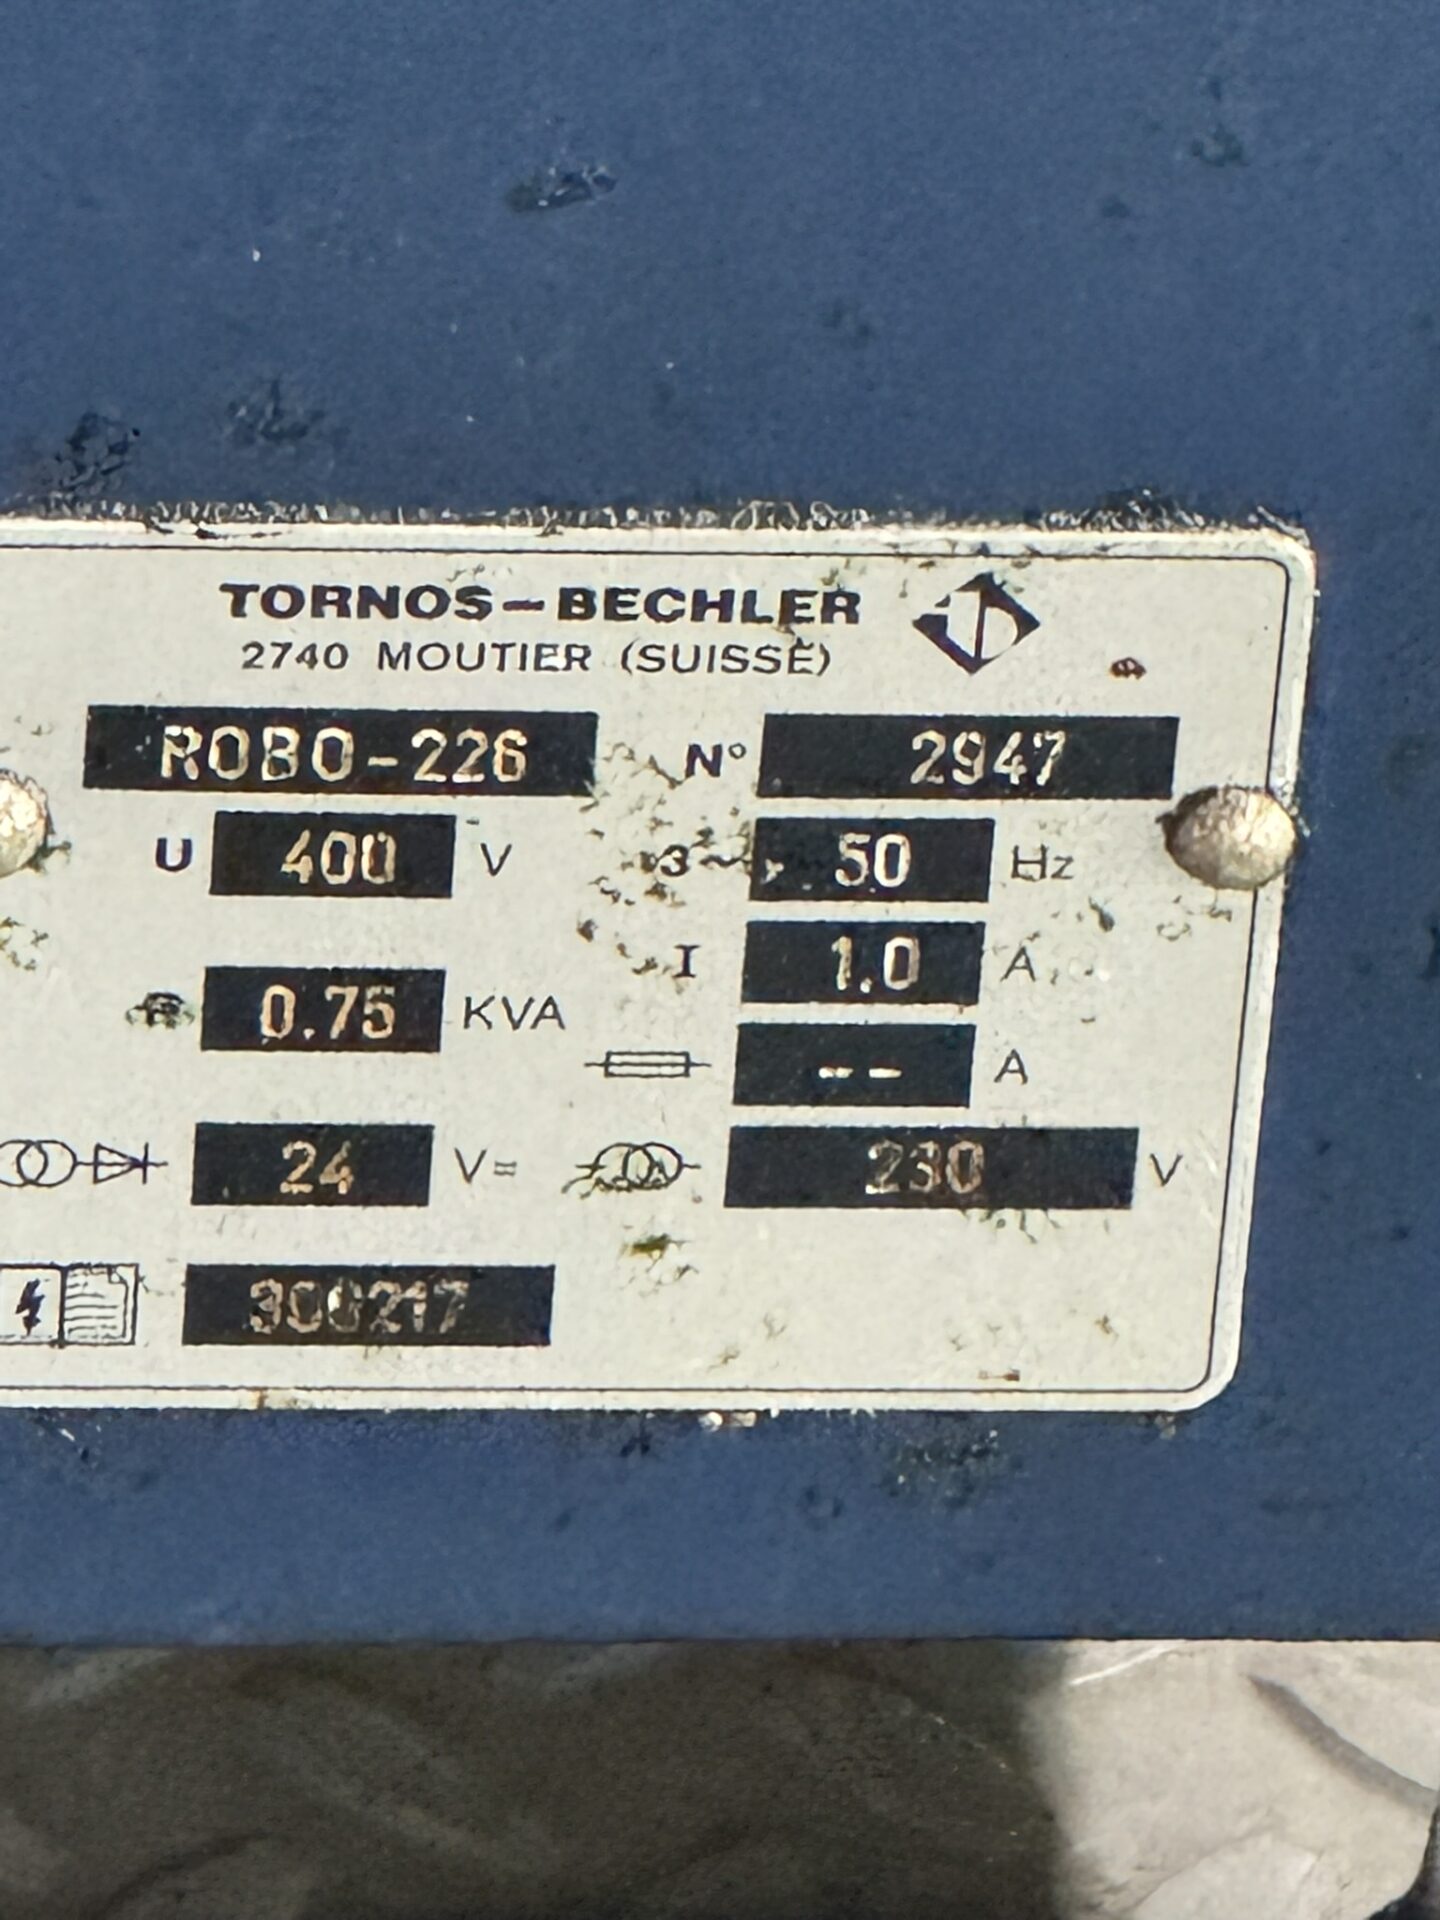 TORNOS-BECHLER
2740 MOUTIER (SUISSE)
ROBO-226 N° 2947
U 400 V 3~ 50 Hz
I 1.0 A
0.75 KVA
-- A
24 V= 230 V
300217